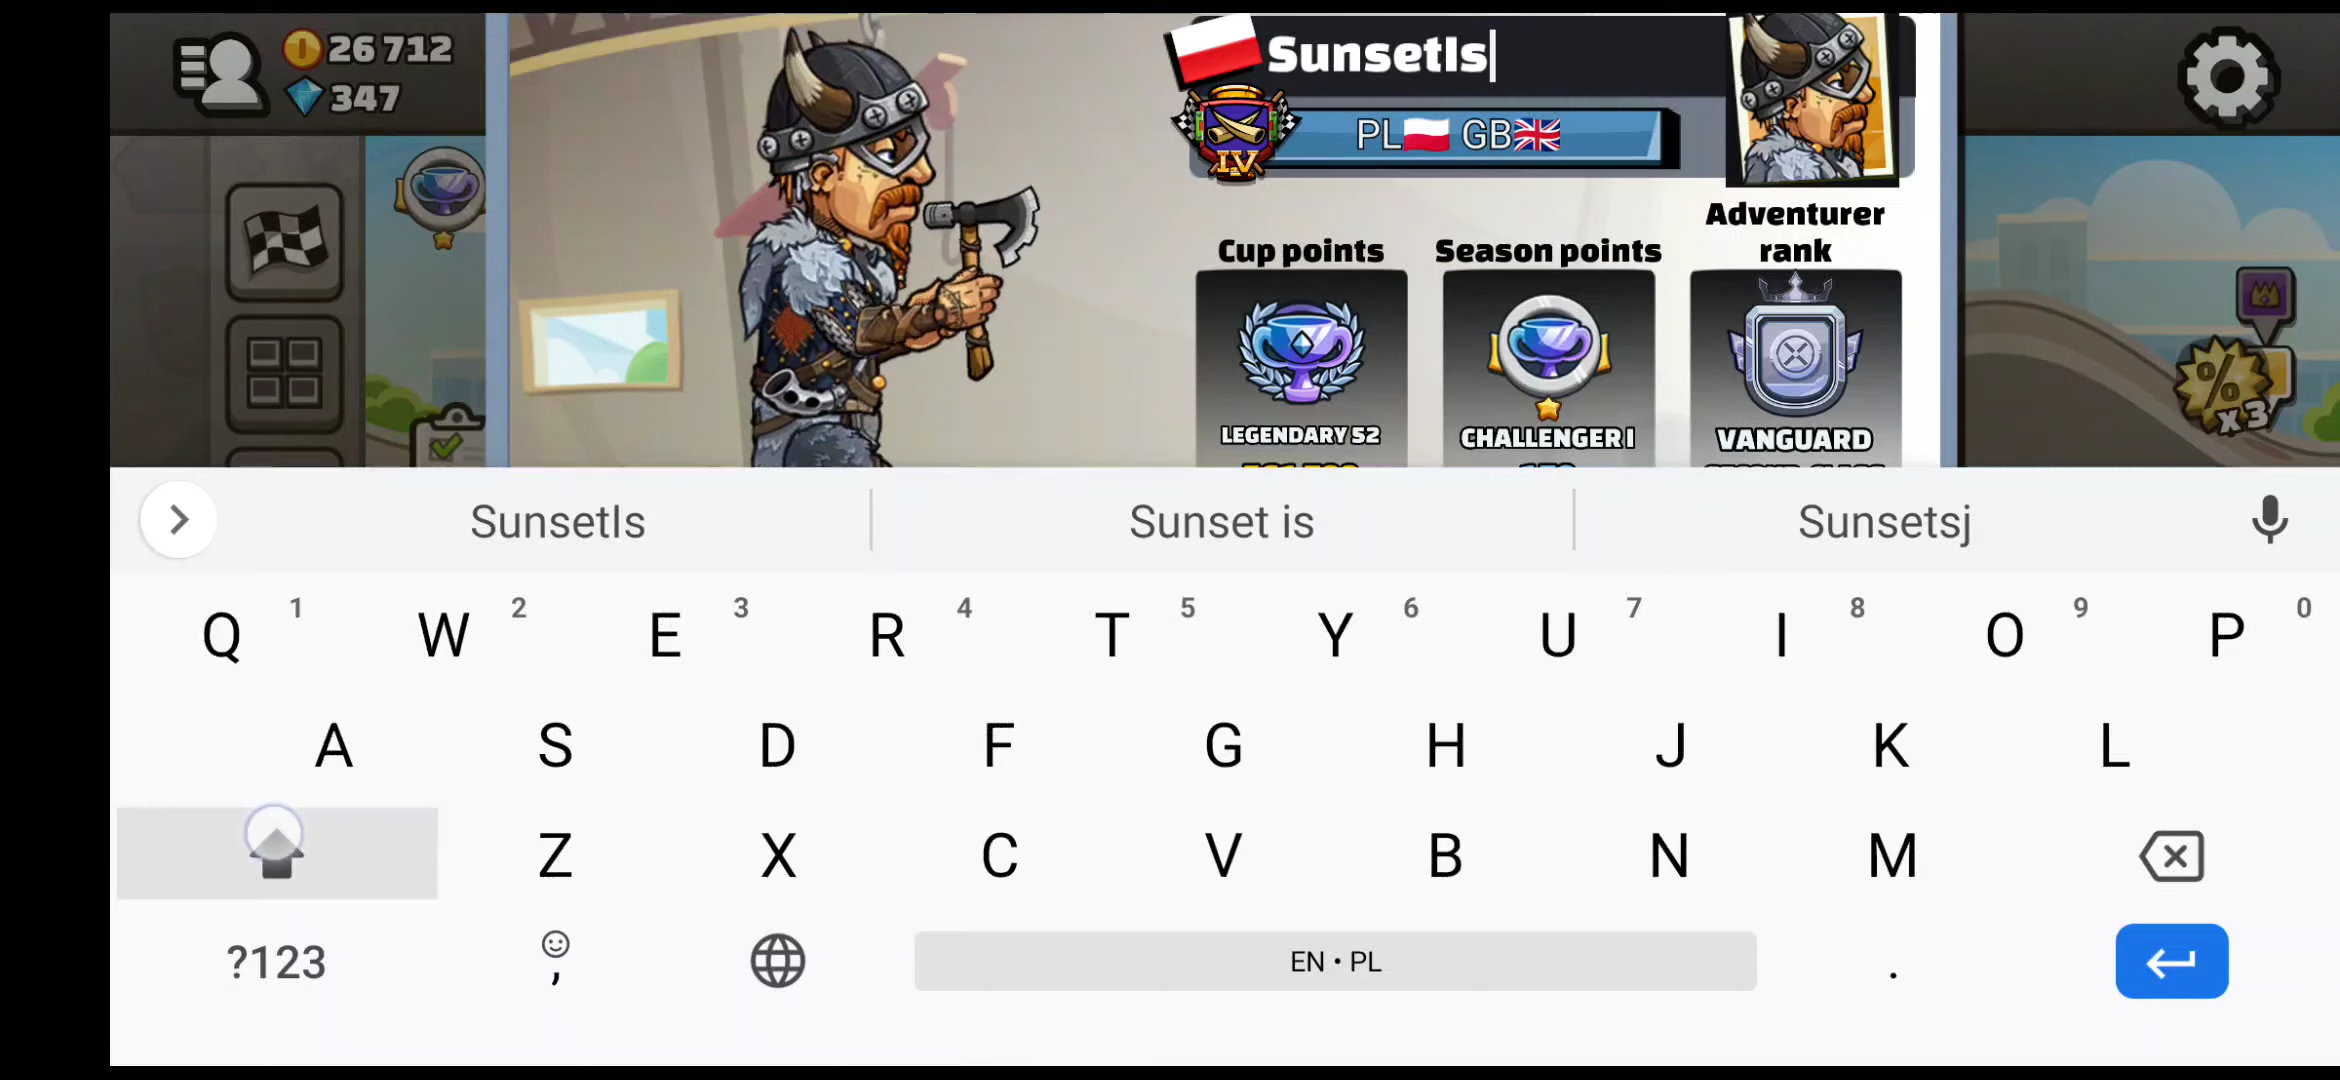 26 712
347
SunsetIs
PL🇵🇱 GB🇬🇧
IV
Adventurer
rank
Cup points
Season points
LEGENDARY 52
CHALLENGER I
VANGUARD
%
x3
SunsetIs
Sunset is
Sunsetsj
Q 1 W 2 E 3 R 4 T 5 Y 6 U 7 I 8 O 9 P 0
A S D F G H J K L
Z X C V B N M
?123 , EN • PL .